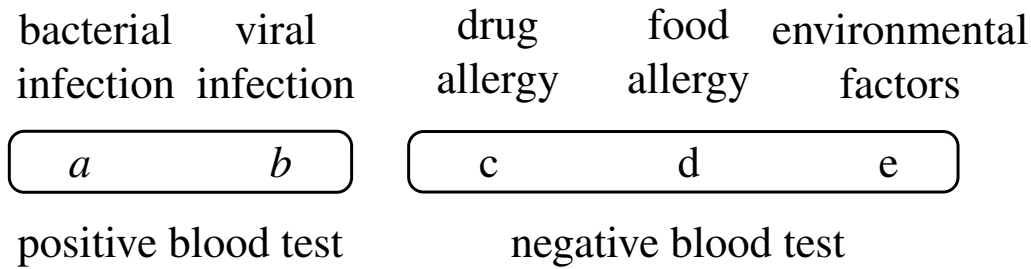 bacterial viral drug food environmental
infection infection allergy allergy factors
a b c d e
positive blood test negative blood test